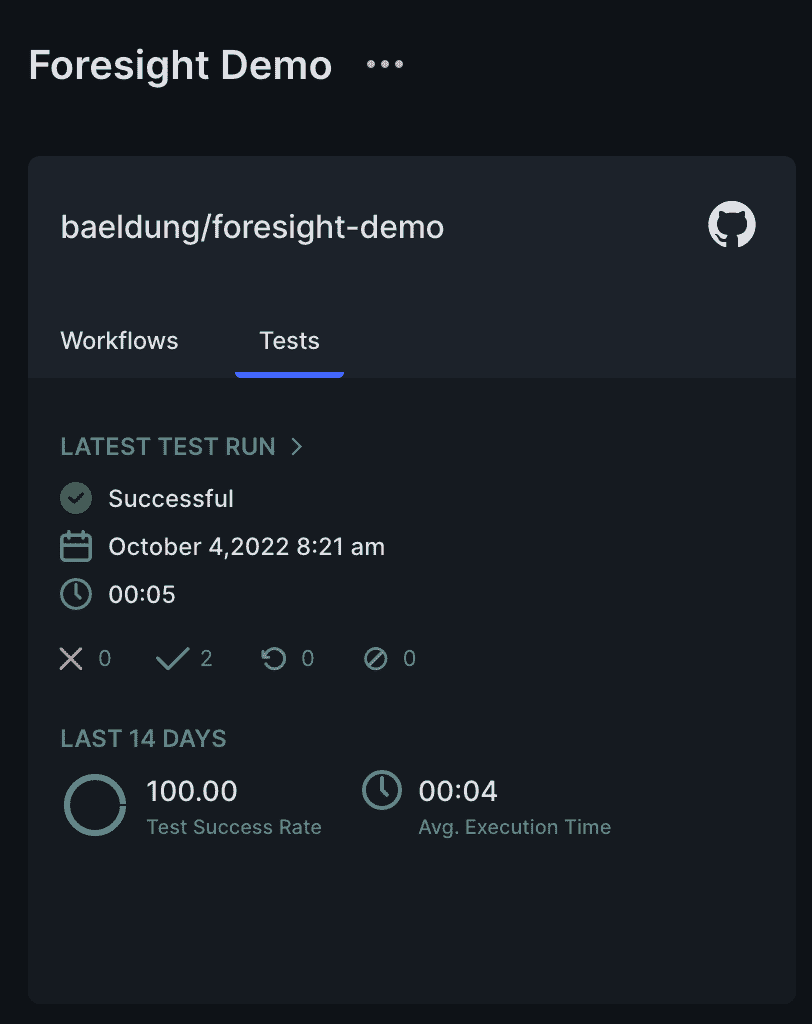 Foresight Demo
baeldung/foresight-demo
Workflows Tests
LATEST TEST RUN
Successful
October 4,2022 8:21 am
00:05
0 2 0 0
LAST 14 DAYS
100.00 00:04
Test Success Rate Avg. Execution Time